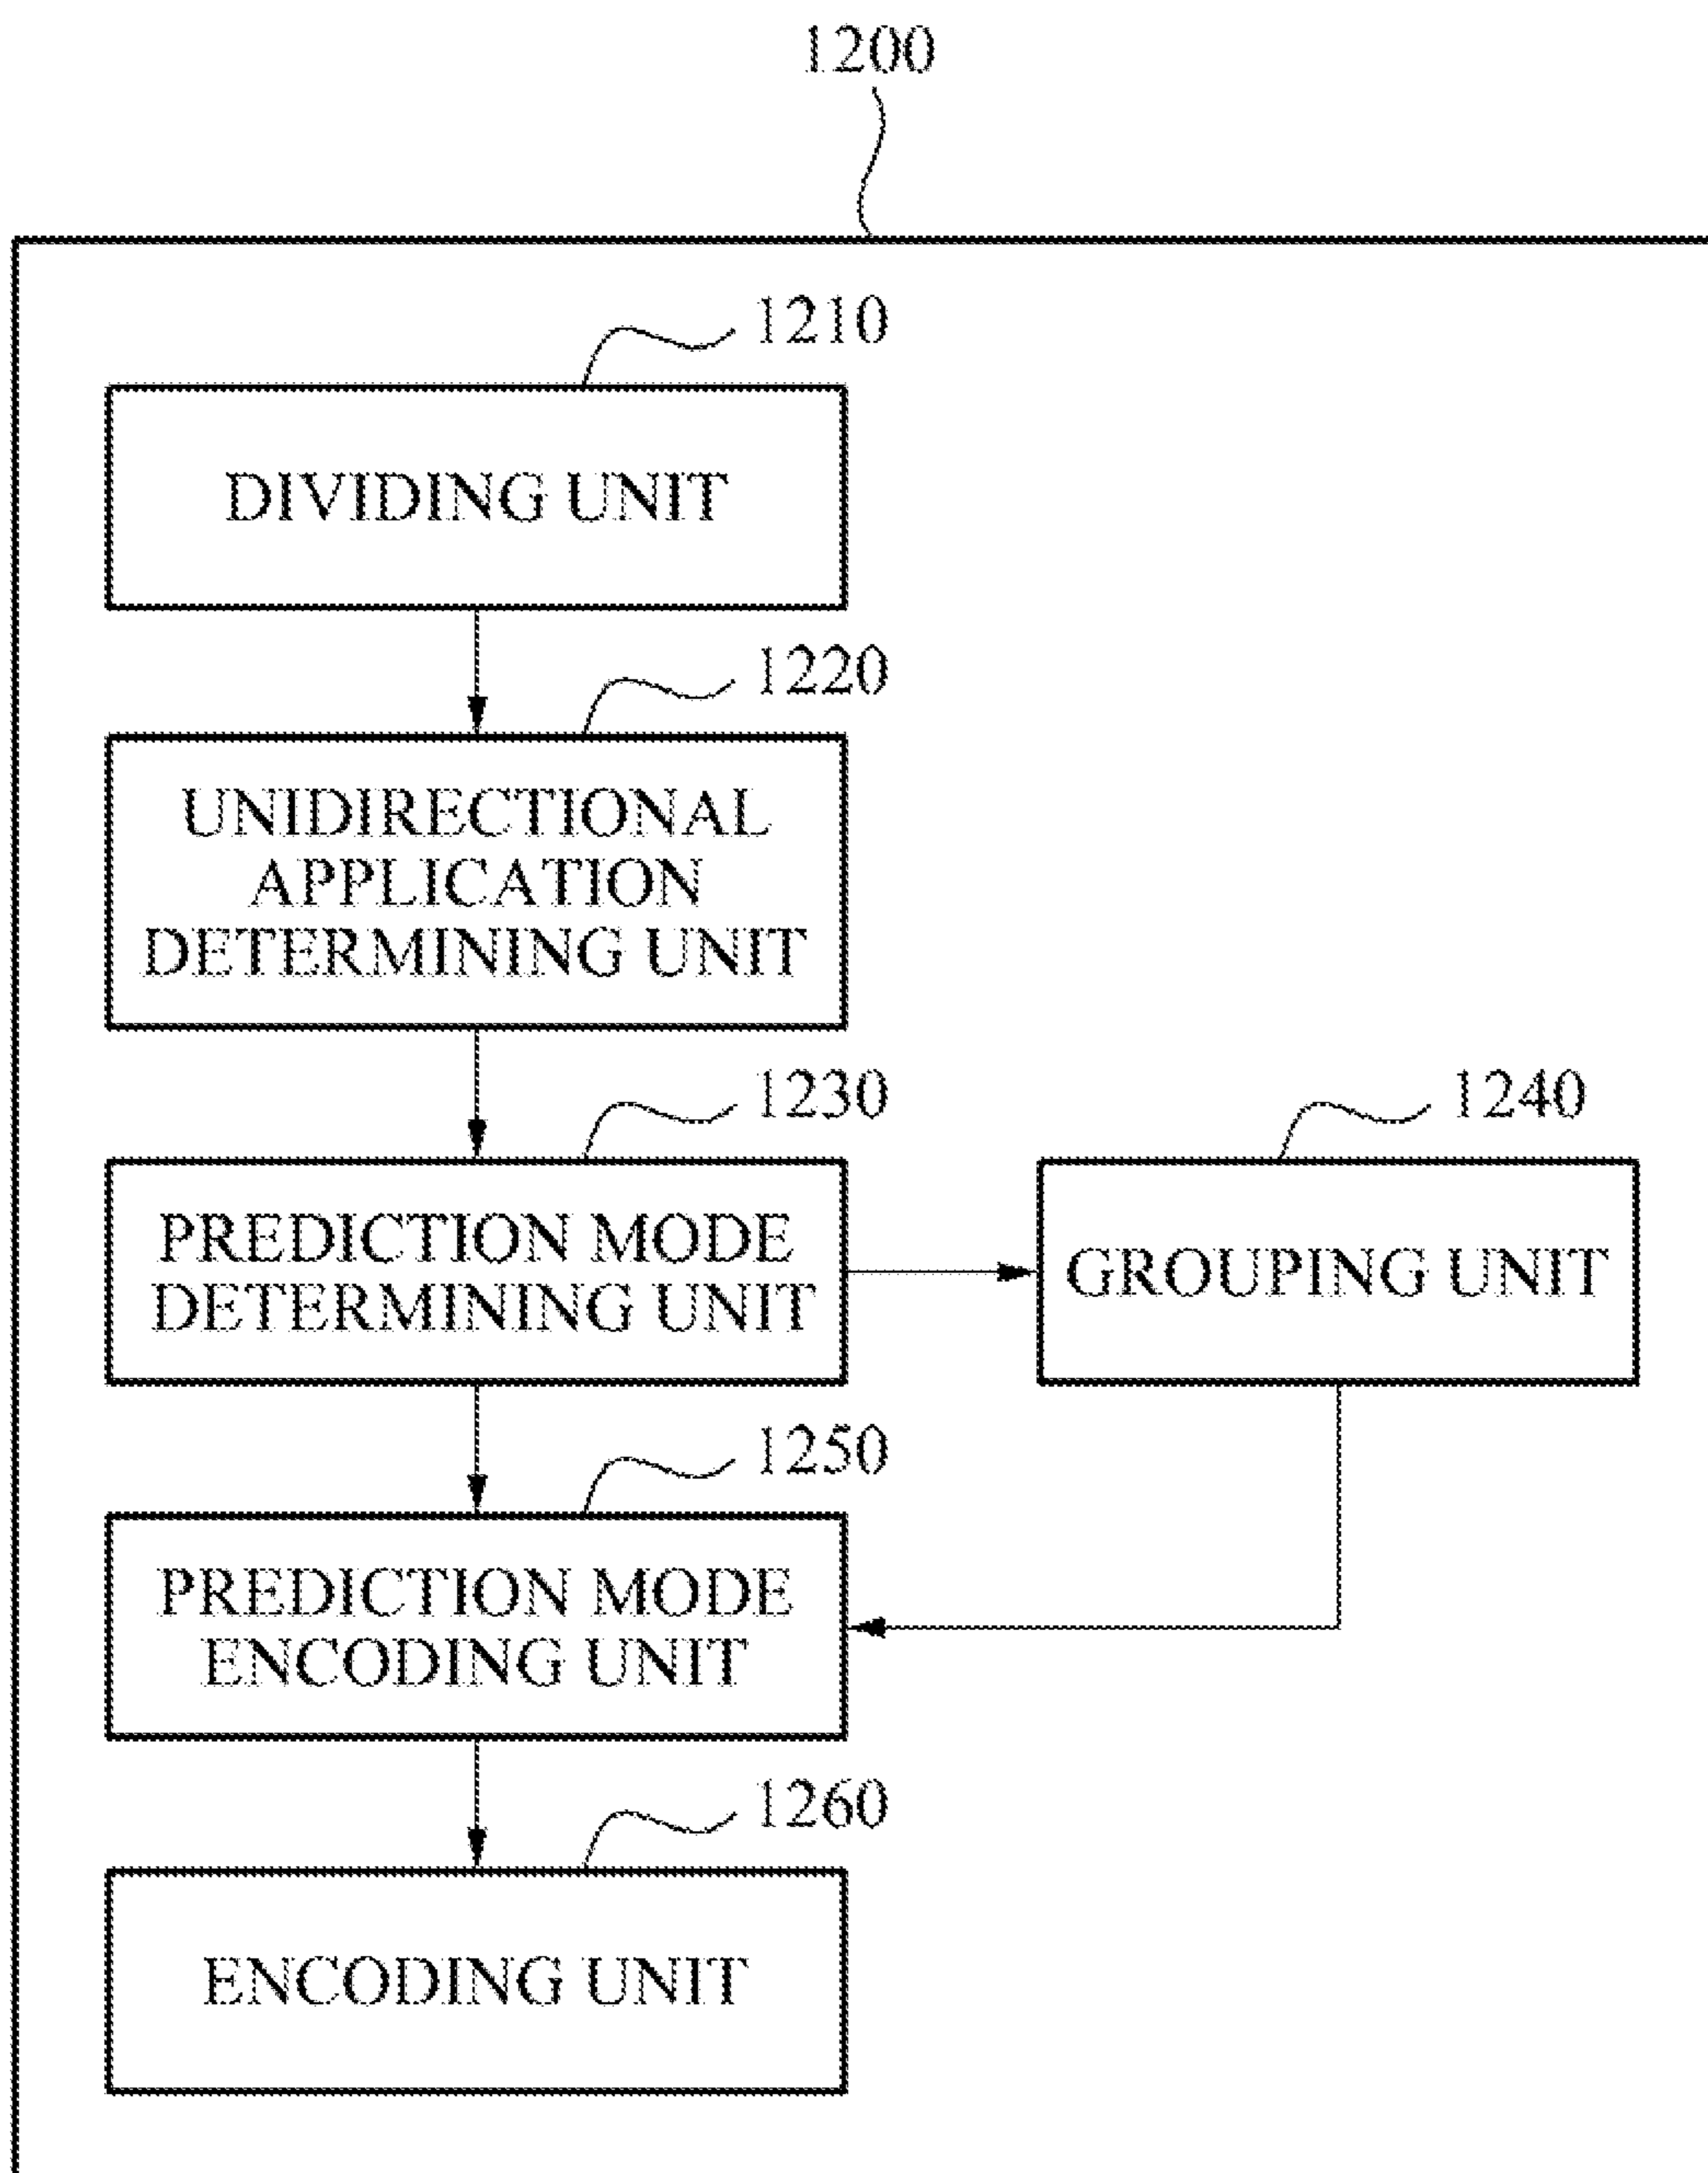 1200
1210
DIVIDING UNIT
1220
UNIDIRECTIONAL
APPLICATION
DETERMINING UNIT
1230
1240
PREDICTION MODE
DETERMINING UNIT
GROUPING UNIT
1250
PREDICTION MODE
ENCODING UNIT
1260
ENCODING UNIT